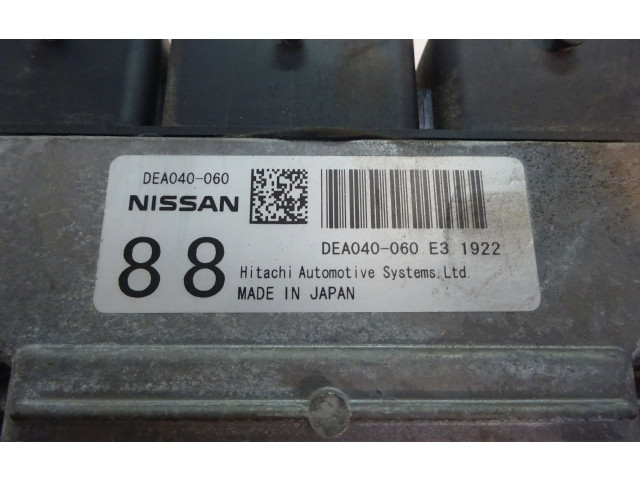 DEA040-060
NISSAN
DEA040-060 E3 1922
88
Hitachi Automotive Systems,Ltd.
MADE IN JAPAN